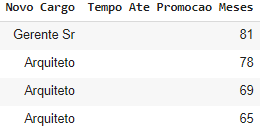 Novo Cargo Tempo Ate Promocao Meses
Gerente Sr 81
Arquiteto 78
Arquiteto 69
Arquiteto 65